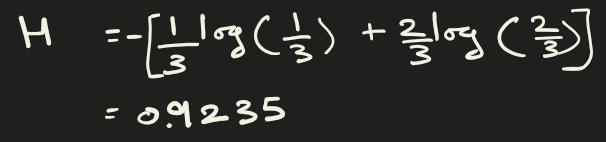 H = -[1/3 log(1/3) + 2/3 log(2/3)]
= 0.9235